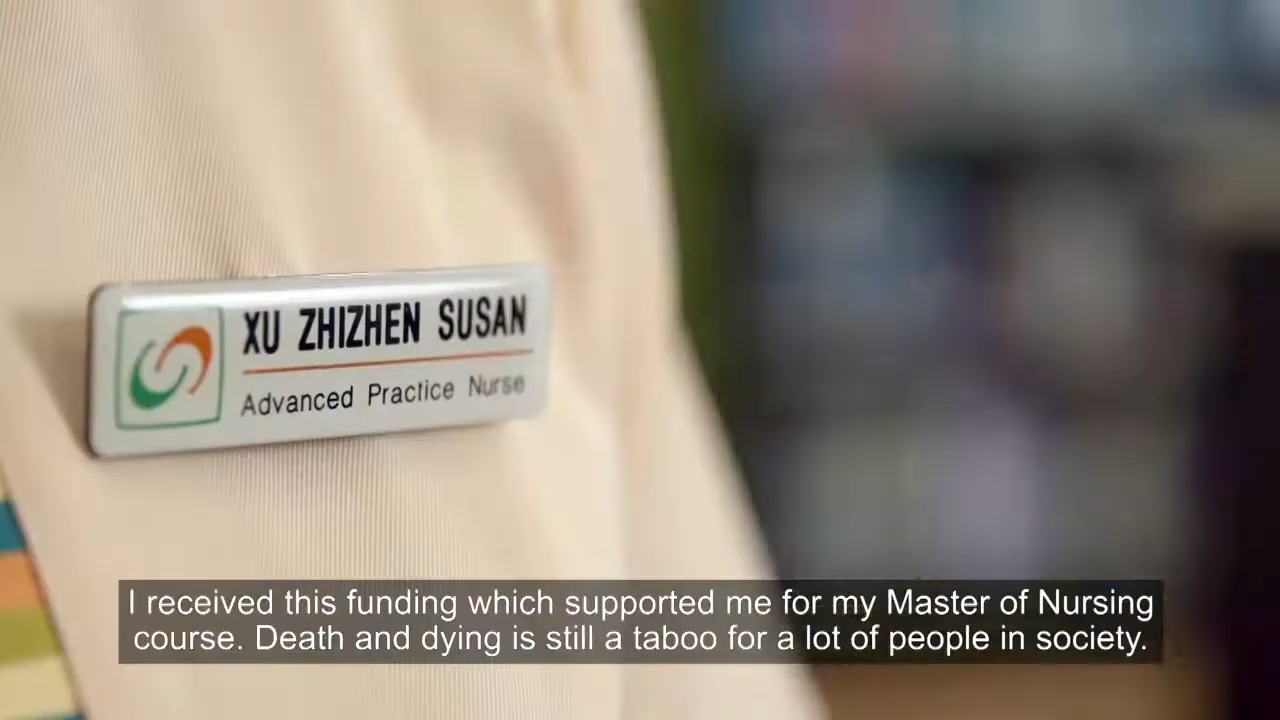 XU ZHIZHEN SUSAN
Advanced Practice Nurse
I received this funding which supported me for my Master of Nursing
course. Death and dying is still a taboo for a lot of people in society.